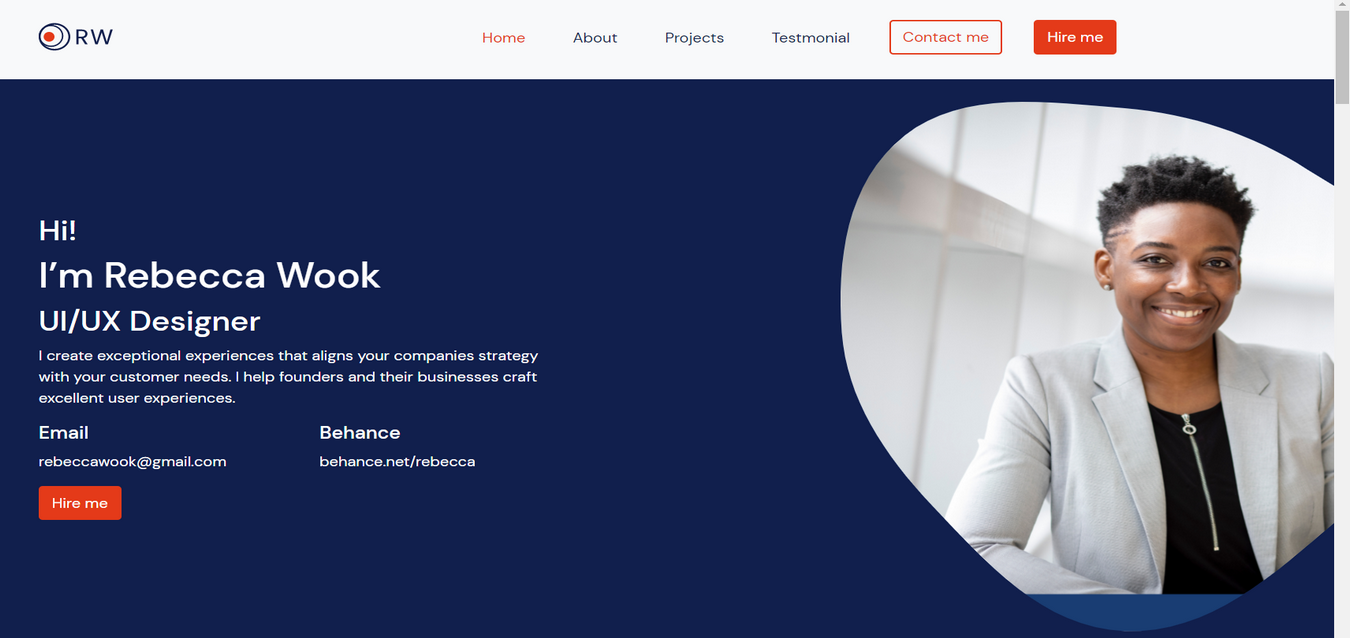 RW
Home About Projects Testmonial Contact me Hire me
Hi!
I’m Rebecca Wook
UI/UX Designer
I create exceptional experiences that aligns your companies strategy
with your customer needs. I help founders and their businesses craft
excellent user experiences.
Email Behance
rebeccawook@gmail.com behance.net/rebecca
Hire me